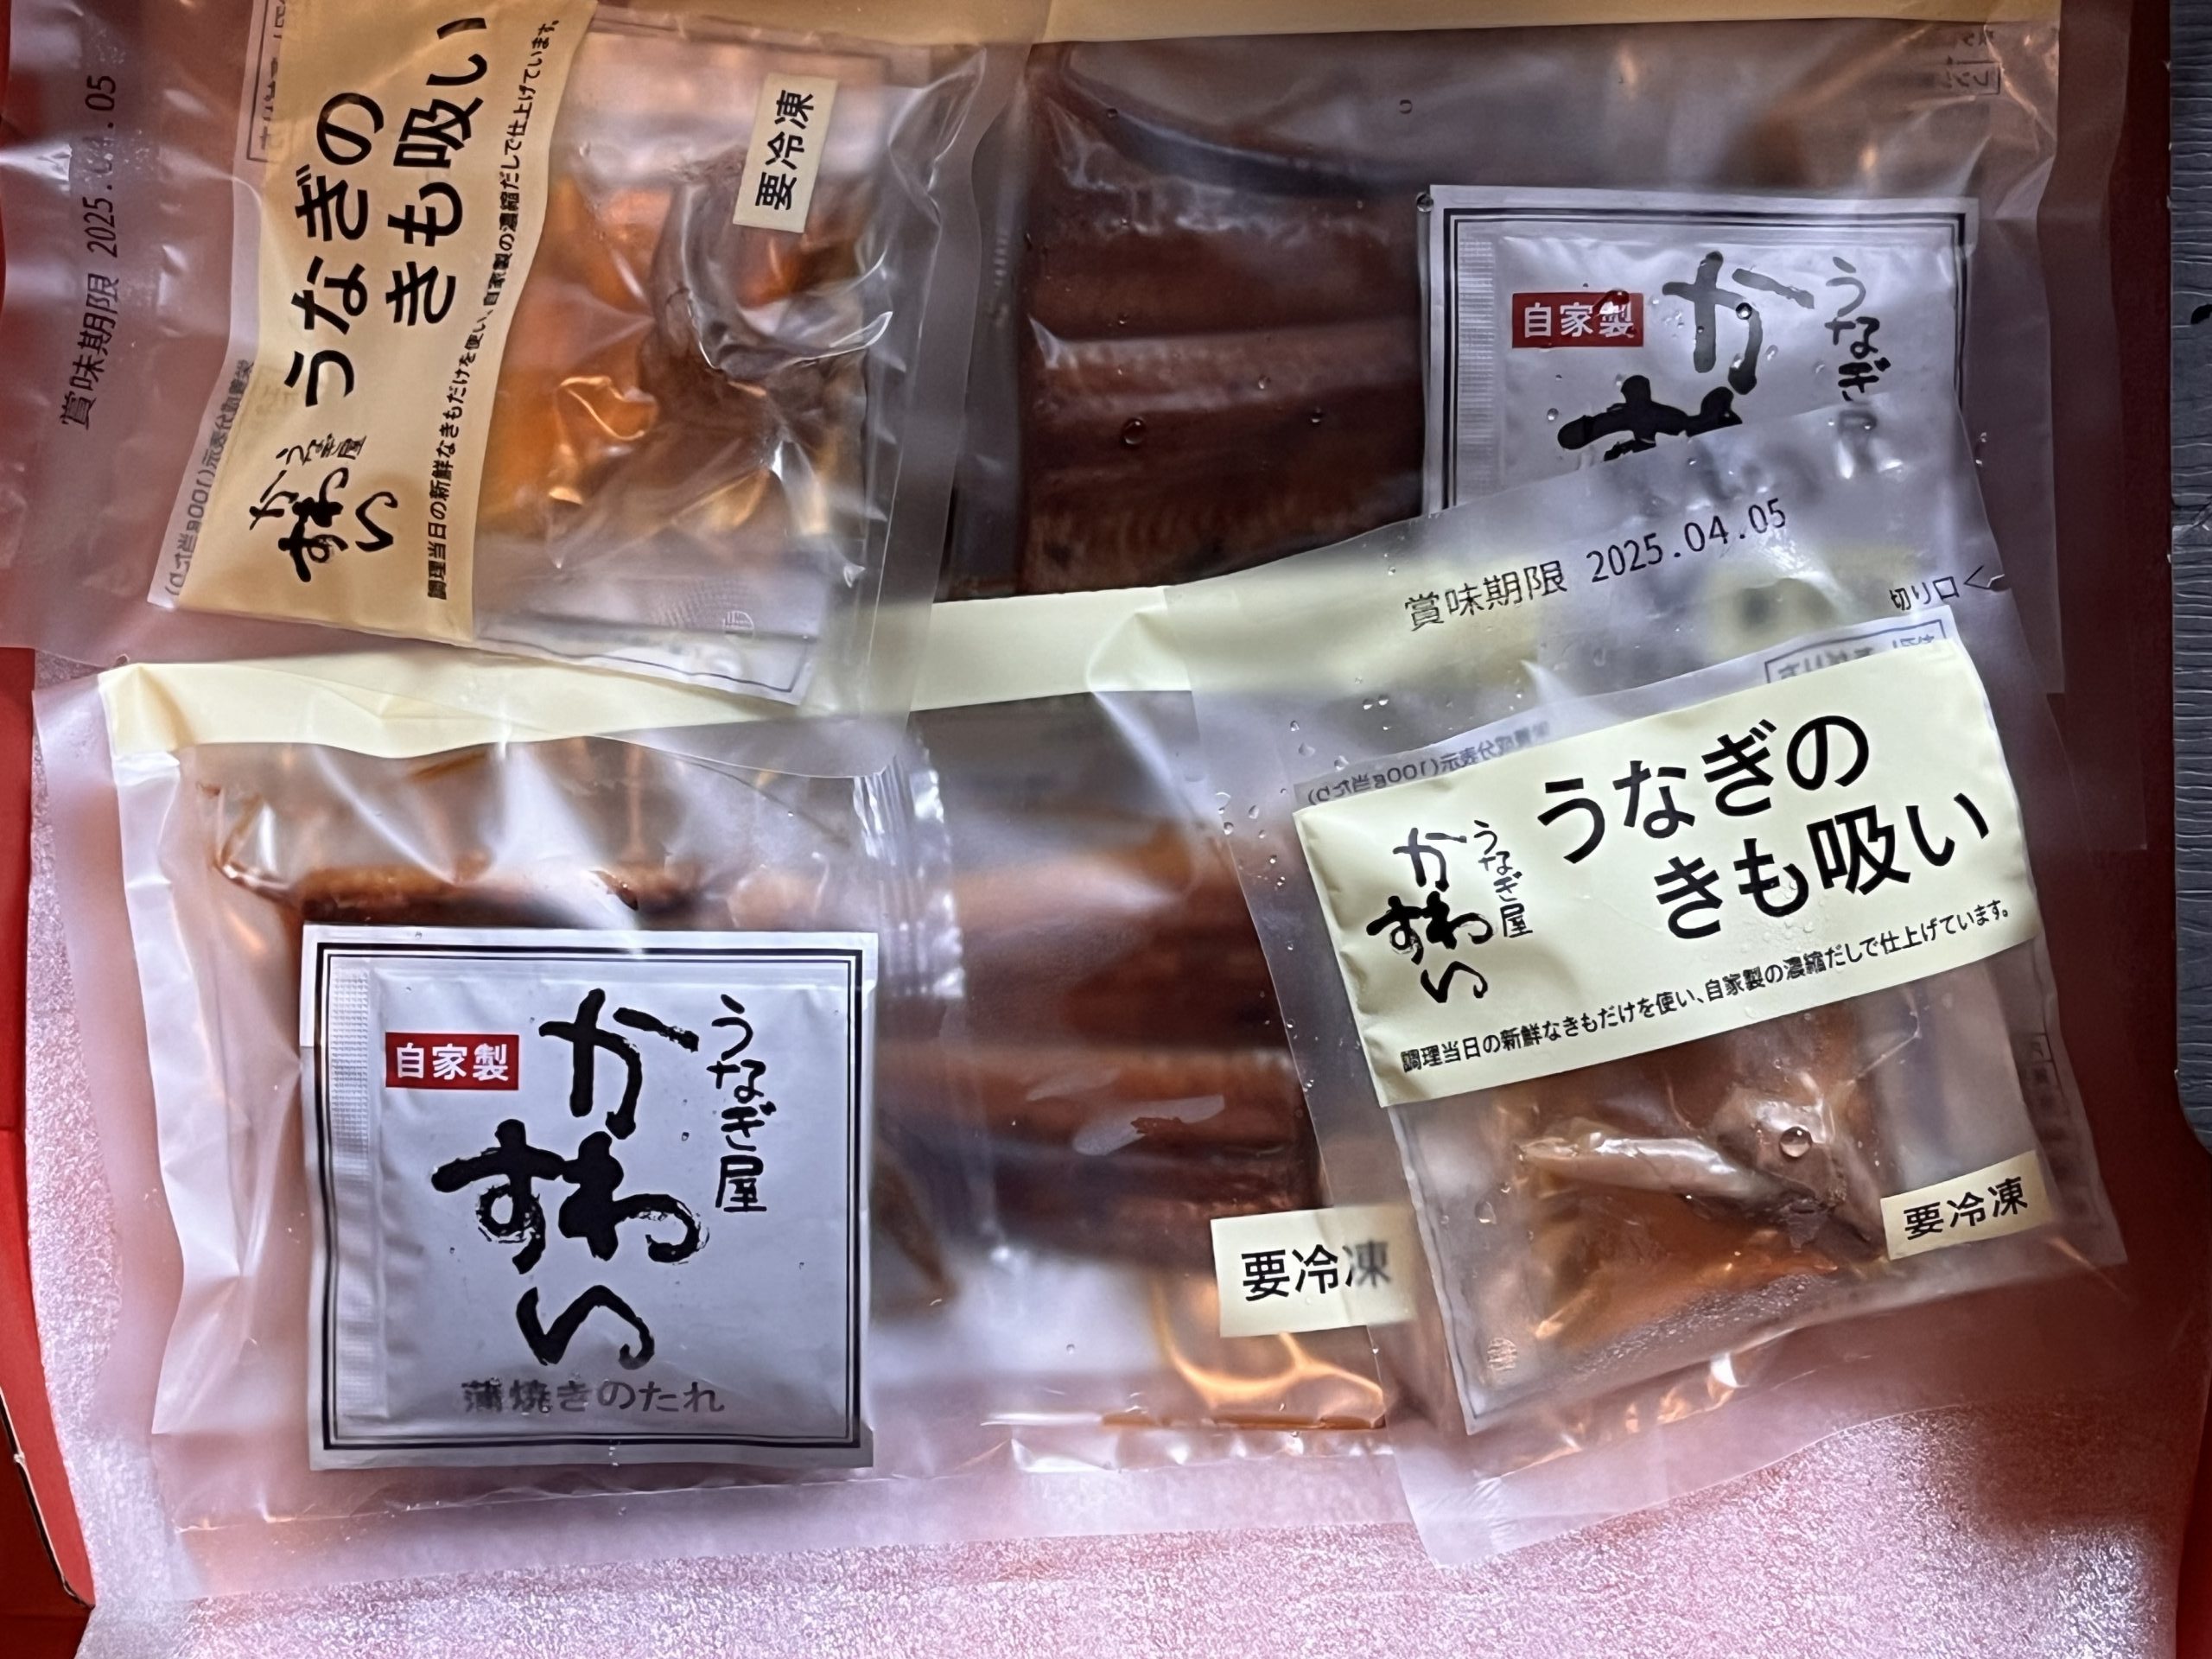 賞味期限 2025.04.05
うなぎの
きも吸い
調理当日の新鮮なきもだけを使い、自家製の濃縮だしで仕上げています。
うなぎ屋
かわすい
要冷凍
自家製
うなぎ
か
賞味期限 2025.04.05
切り口
うなぎの
きも吸い
うなぎ屋
かわすい
調理当日の新鮮なきもだけを使い、自家製の濃縮だしで仕上げています。
要冷凍
自家製
うなぎ屋
かわすい
蒲焼きのたれ
要冷凍